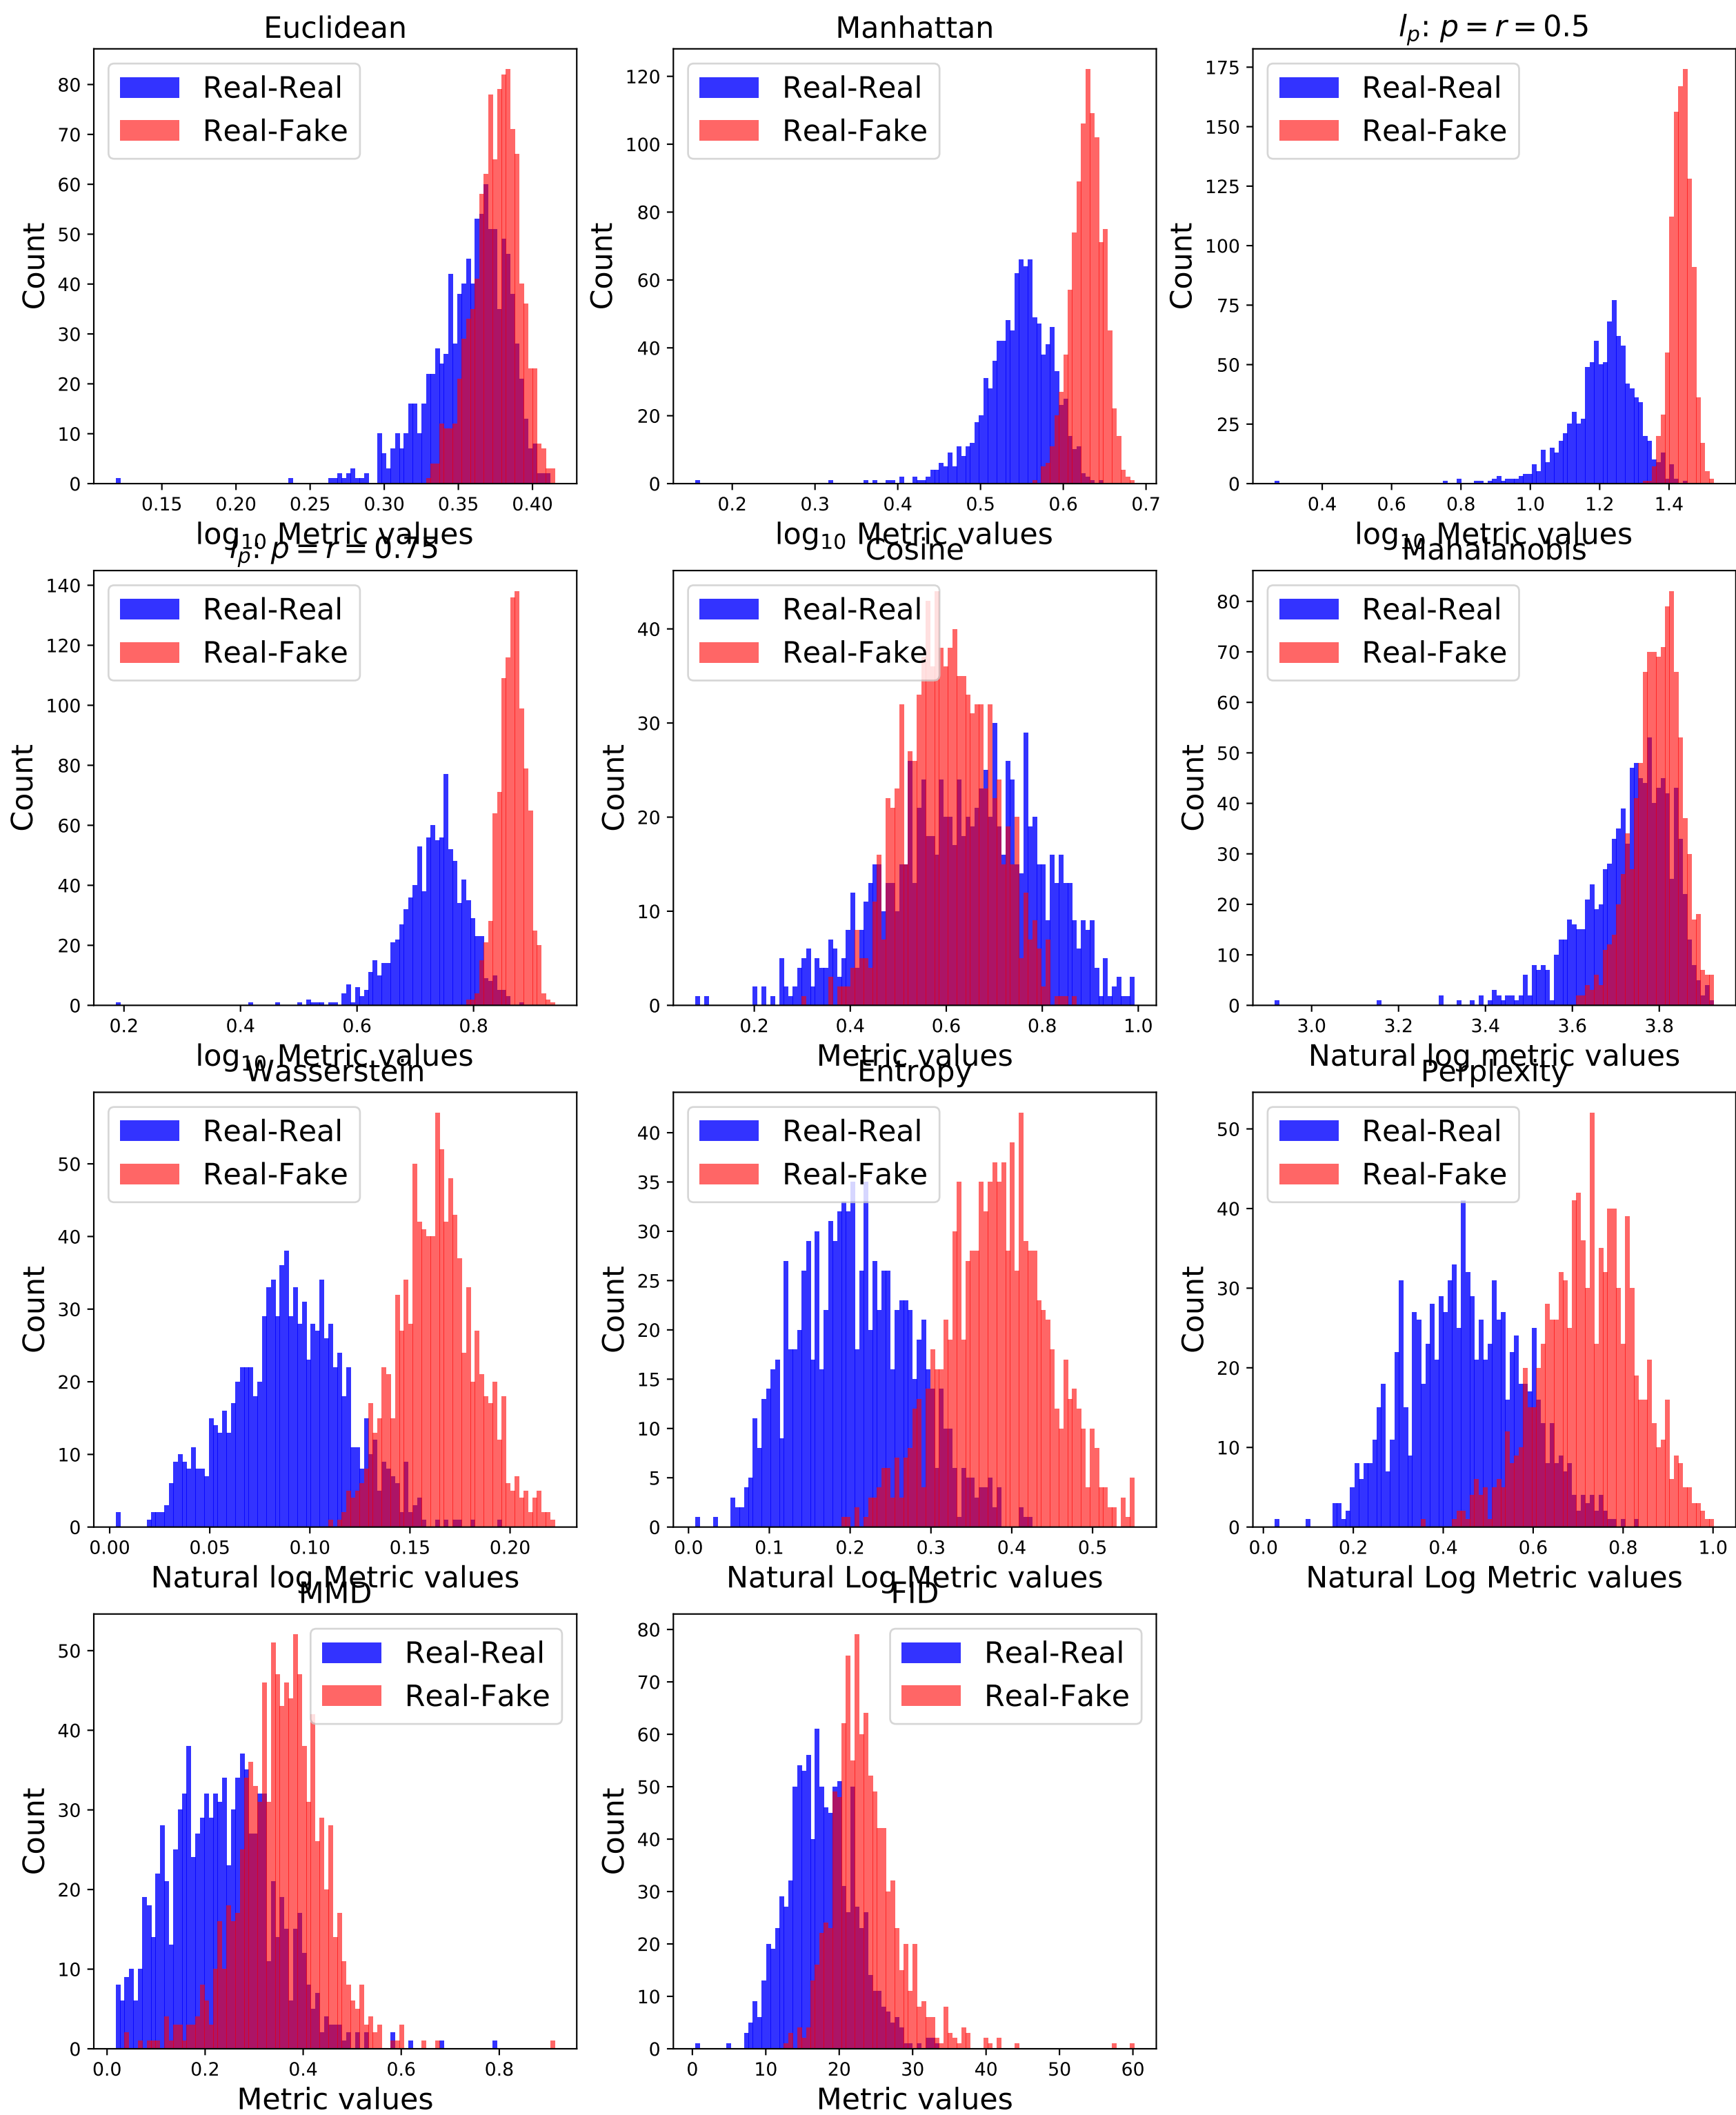 Euclidean
Real-Real
Real-Fake
Count
80
70
60
50
40
30
20
10
0
0.15 0.20 0.25 0.30 0.35 0.40
log10 Metric values
Manhattan
Real-Real
Real-Fake
Count
120
100
80
60
40
20
0
0.2 0.3 0.4 0.5 0.6 0.7
log10 Metric values
lp: p = r = 0.5
Real-Real
Real-Fake
Count
175
150
125
100
75
50
25
0
0.4 0.6 0.8 1.0 1.2 1.4
log10 Metric values
lp: p = r = 0.75
Real-Real
Real-Fake
Count
140
120
100
80
60
40
20
0
0.2 0.4 0.6 0.8
log10 Metric values
Cosine
Real-Real
Real-Fake
Count
40
30
20
10
0
0.2 0.4 0.6 0.8 1.0
Metric values
Mahalanobis
Real-Real
Real-Fake
Count
80
70
60
50
40
30
20
10
0
3.0 3.2 3.4 3.6 3.8
Natural log metric values
Wasserstein
Real-Real
Real-Fake
Count
50
40
30
20
10
0
0.00 0.05 0.10 0.15 0.20
Natural log Metric values
Entropy
Real-Real
Real-Fake
Count
40
35
30
25
20
15
10
5
0
0.0 0.1 0.2 0.3 0.4 0.5
Natural Log Metric values
Perplexity
Real-Real
Real-Fake
Count
50
40
30
20
10
0
0.0 0.2 0.4 0.6 0.8 1.0
Natural Log Metric values
MMD
Real-Real
Real-Fake
Count
50
40
30
20
10
0
0.0 0.2 0.4 0.6 0.8
Metric values
FID
Real-Real
Real-Fake
Count
80
70
60
50
40
30
20
10
0
0 10 20 30 40 50 60
Metric values